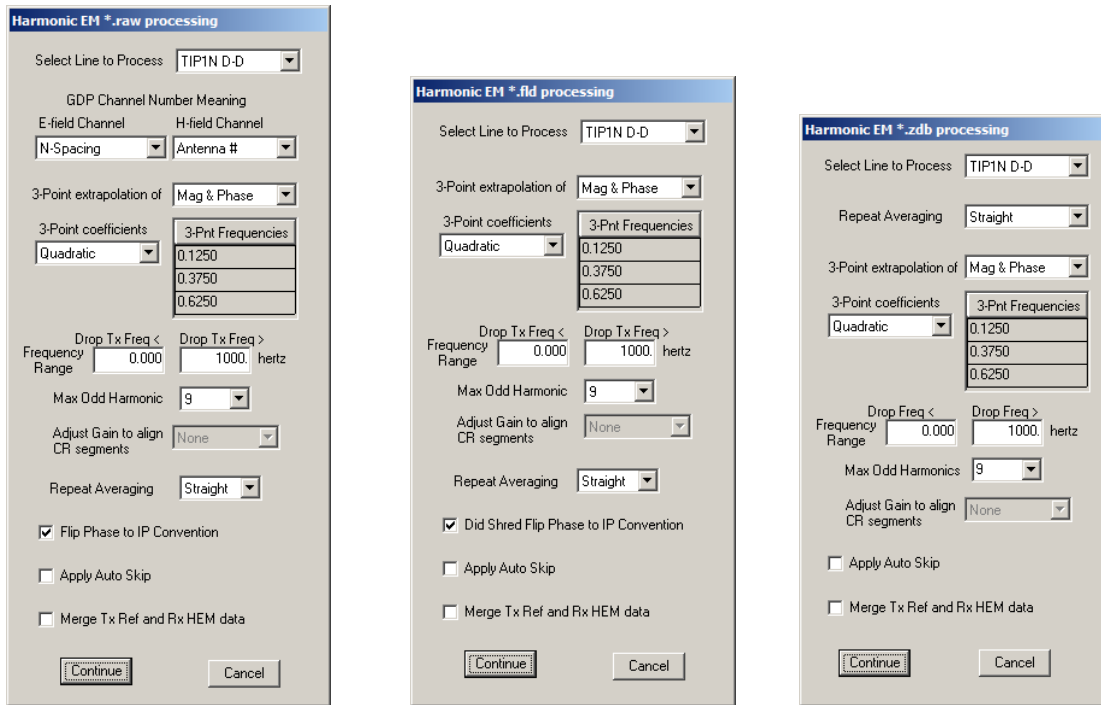 Harmonic EM *.raw processing
Select Line to Process TIP1N D-D
GDP Channel Number Meaning
E-field Channel H-field Channel
N-Spacing Antenna #
3-Point extrapolation of Mag & Phase
3-Point coefficients 3-Pnt Frequencies
Quadratic 0.1250
0.3750
0.6250
Drop Tx Freq < Drop Tx Freq >
Frequency Range 0.000 1000. hertz
Max Odd Harmonic 9
Adjust Gain to align CR segments None
Repeat Averaging Straight
Flip Phase to IP Convention
Apply Auto Skip
Merge Tx Ref and Rx HEM data
Continue Cancel
Harmonic EM *.fld processing
Select Line to Process TIP1N D-D
3-Point extrapolation of Mag & Phase
3-Point coefficients 3-Pnt Frequencies
Quadratic 0.1250
0.3750
0.6250
Drop Tx Freq < Drop Tx Freq >
Frequency Range 0.000 1000. hertz
Max Odd Harmonic 9
Adjust Gain to align CR segments None
Repeat Averaging Straight
Did Shred Flip Phase to IP Convention
Apply Auto Skip
Merge Tx Ref and Rx HEM data
Continue Cancel
Harmonic EM *.zdb processing
Select Line to Process TIP1N D-D
Repeat Averaging Straight
3-Point extrapolation of Mag & Phase
3-Point coefficients 3-Pnt Frequencies
Quadratic 0.1250
0.3750
0.6250
Drop Freq < Drop Freq >
Frequency Range 0.000 1000. hertz
Max Odd Harmonics 9
Adjust Gain to align CR segments None
Apply Auto Skip
Merge Tx Ref and Rx HEM data
Continue Cancel